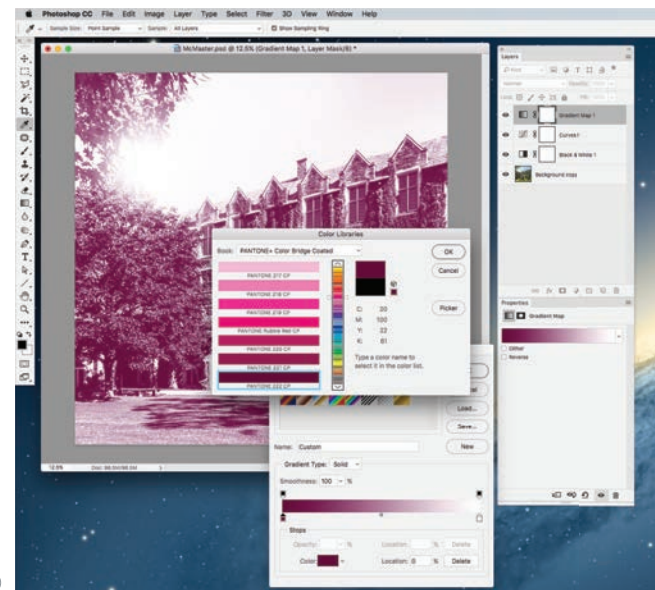 Photoshop CC File Edit Image Layer Type Select Filter 3D View Window Help
Sample Size: Point Sample Sample: All Layers Show Sampling Ring
McMaster.psd @ 12.5% (Gradient Map 1, Layer Mask/8) *
Layers
Kind
Normal
Gradient Map 1
Curves 1
Black & White 1
Background copy
Color Libraries
Book: PANTONE+ Color Bridge Coated
OK
PANTONE 217 CP
Cancel
PANTONE 218 CP
PANTONE 219 CP
Picker
PANTONE Rubine Red CP
PANTONE 220 CP
PANTONE 221 CP
PANTONE 222 CP
C: 20
M: 100
Y: 22
K: 61
Type a color name to
select it in the color list.
Properties
Gradient Map
Dither
Reverse
Load...
Save...
Name: Custom
New
Gradient Type: Solid
Smoothness: 100 %
Stops
Opacity: % Location: % Delete
Color: Location: 0 % Delete
12.5%